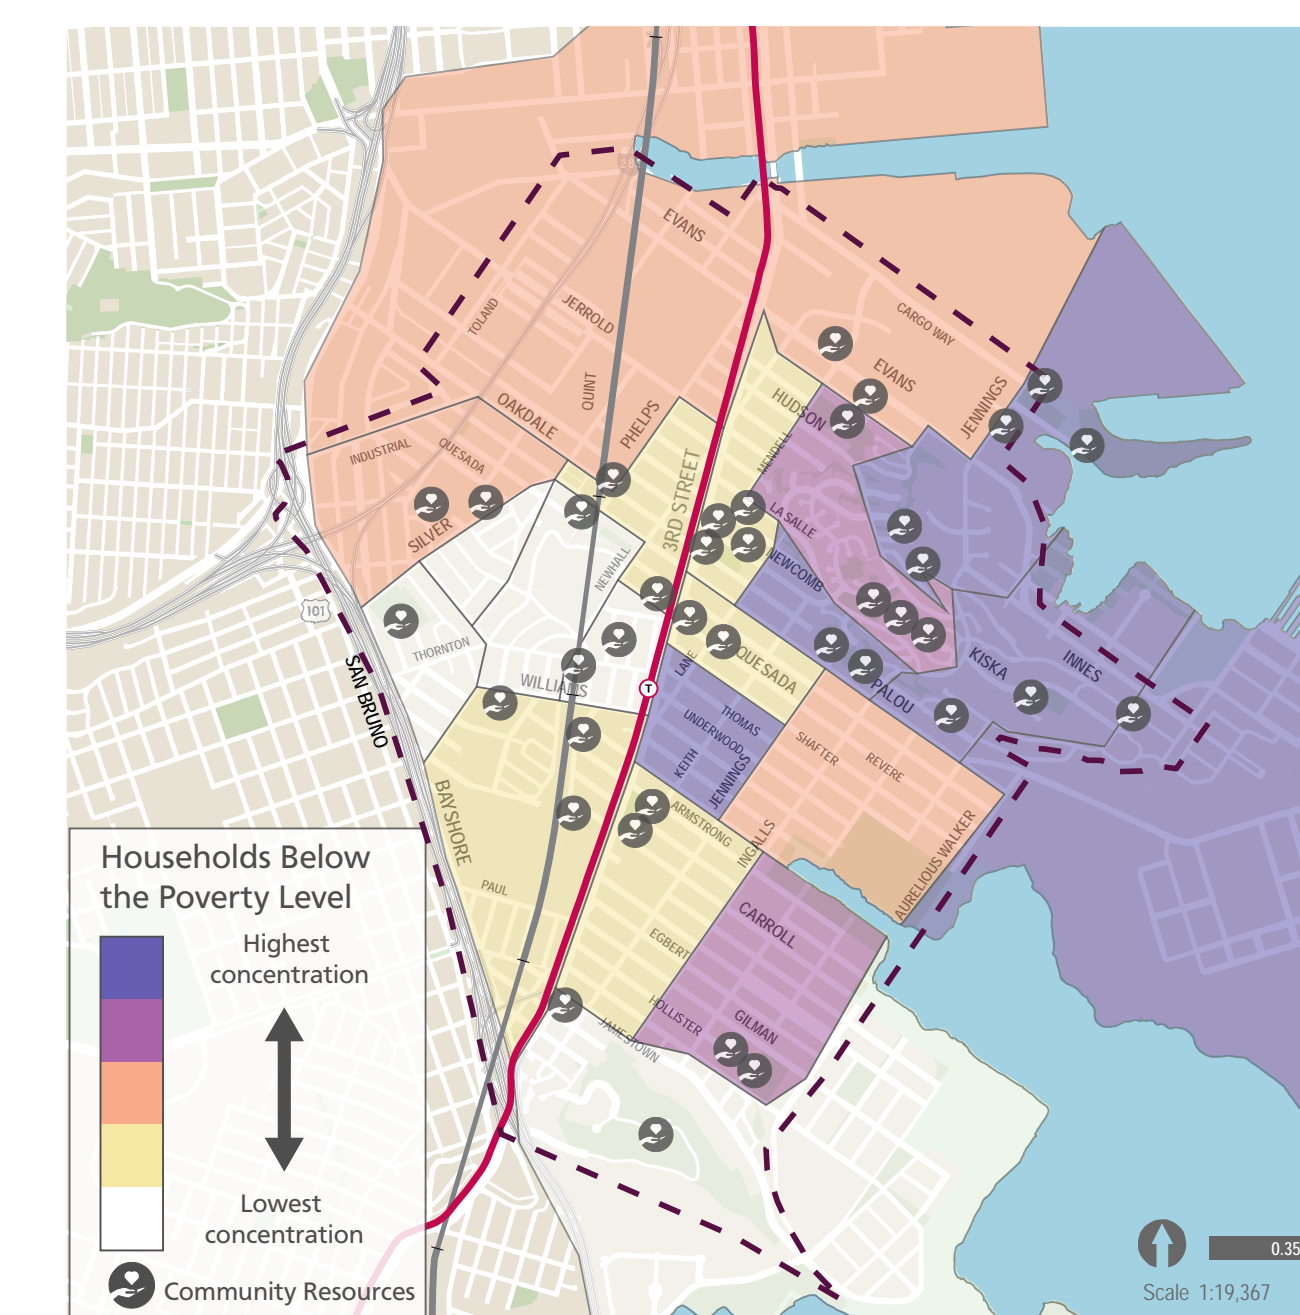 280
EVANS
CARGO WAY
TOLAND
JERROLD
EVANS
JENNINGS
QUINT
OAKDALE
PHELPS
HUDSON
MENDELL
INDUSTRIAL
QUESADA
3RD STREET
LA SALLE
SILVER
NEWHALL
NEWCOMB
101
THORNTON
WILLIAMS
T
LANE
QUESADA
PALOU
KISKA
INNES
SAN BRUNO
THOMAS
UNDERWOOD
KEITH
JENNINGS
SHAFTER
REVERE
BAYSHORE
ARMSTRONG
INGALLS
AURELIOUS WALKER
PAUL
EGBERT
CARROLL
HOLLISTER
GILMAN
JAMESTOWN
Households Below
the Poverty Level
Highest
concentration
Lowest
concentration
Community Resources
0.35
Scale 1:19,367